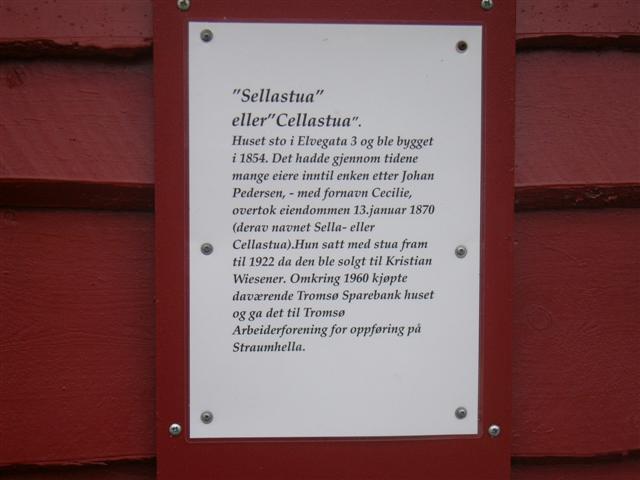 ”Sellastua”
eller”Cellastua”.
Huset sto i Elvegata 3 og ble bygget
i 1854. Det hadde gjennom tidene
mange eiere inntil enken etter Johan
Pedersen, - med fornavn Cecilie,
overtok eiendommen 13.januar 1870
(derav navnet Sella- eller
Cellastua).Hun satt med stua fram
til 1922 da den ble solgt til Kristian
Wiesener. Omkring 1960 kjøpte
daværende Tromsø Sparebank huset
og ga det til Tromsø
Arbeiderforening for oppføring på
Straumhella.